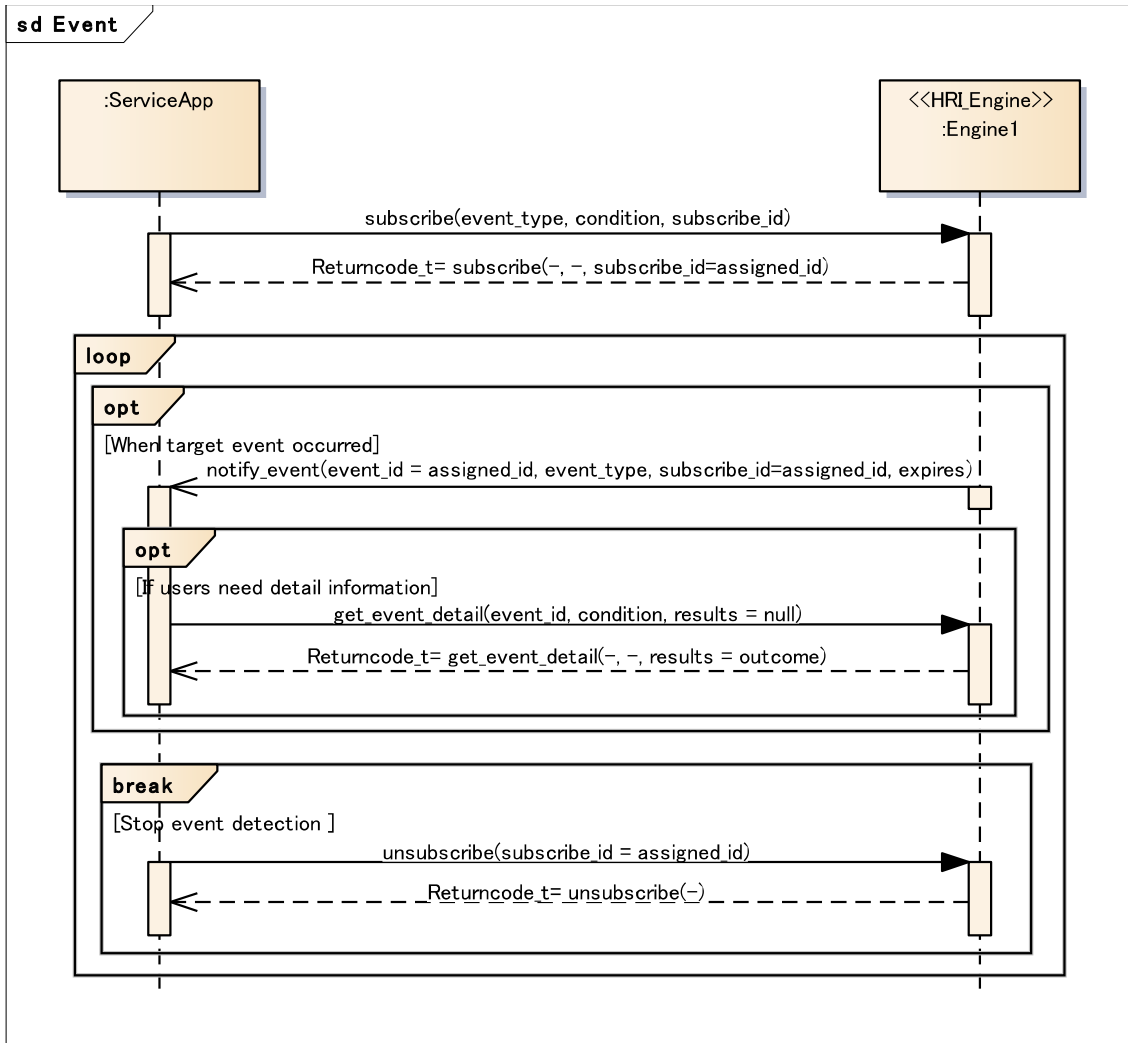 sd Event
:ServiceApp
<<HRI_Engine>>
:Engine1
subscribe(event_type, condition, subscribe_id)
Returncode_t= subscribe(-, -, subscribe_id=assigned_id)
loop
opt
[When target event occurred]
notify_event(event_id = assigned_id, event_type, subscribe_id=assigned_id, expires)
opt
[If users need detail information]
get_event_detail(event_id, condition, results = null)
Returncode_t= get_event_detail(-, -, results = outcome)
break
[Stop event detection ]
unsubscribe(subscribe_id = assigned_id)
Returncode_t= unsubscribe(-)